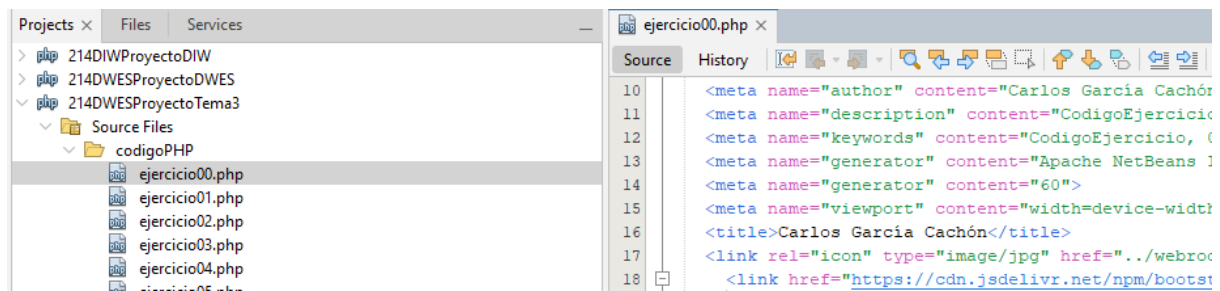 Projects Files Services
214DIWProyectoDIW
214DWESProyectoDWES
214DWESProyectoTema3
Source Files
codigoPHP
ejercicio00.php
ejercicio01.php
ejercicio02.php
ejercicio03.php
ejercicio04.php
ejercicio00.php
Source History
10 <meta name="author" content="Carlos García Cachón
11 <meta name="description" content="CodigoEjercicio
12 <meta name="keywords" content="CodigoEjercicio,
13 <meta name="generator" content="Apache NetBeans
14 <meta name="generator" content="60">
15 <meta name="viewport" content="width=device-width
16 <title>Carlos García Cachón</title>
17 <link rel="icon" type="image/jpg" href="../webroo
18 <link href="https://cdn.jsdelivr.net/npm/bootst